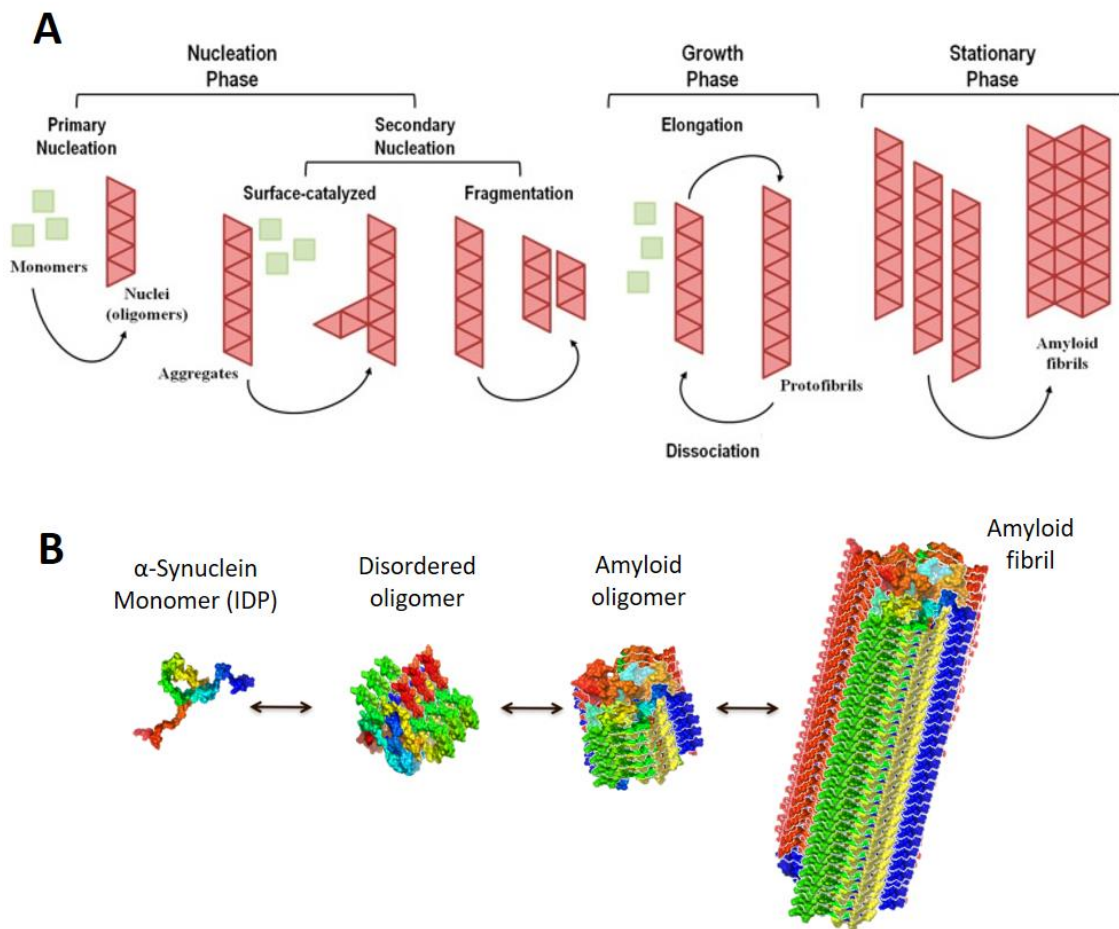 A
Nucleation
Phase
Growth
Phase
Stationary
Phase
Primary
Nucleation
Secondary
Nucleation
Elongation
Surface-catalyzed
Fragmentation
Monomers
Nuclei
(oligomers)
Aggregates
Protofibrils
Amyloid
fibrils
Dissociation
B
α-Synuclein
Monomer (IDP)
Disordered
oligomer
Amyloid
oligomer
Amyloid
fibril